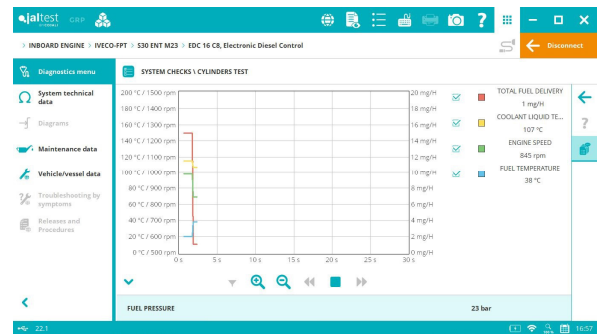 jaltest GRP
?
> INBOARD ENGINE > IVECO-FPT > S30 ENT M23 > EDC 16 C8, Electronic Diesel Control
Disconnect
Diagnostics menu
SYSTEM CHECKS \ CYLINDERS TEST
System technical
data
Diagrams
Maintenance data
Vehicle/vessel data
Troubleshooting by
symptoms
Releases and
Procedures
200 °C / 1500 rpm
180 °C / 1400 rpm
160 °C / 1300 rpm
140 °C / 1200 rpm
120 °C / 1100 rpm
100 °C / 1000 rpm
80 °C / 900 rpm
60 °C / 800 rpm
40 °C / 700 rpm
20 °C / 600 rpm
0 °C / 500 rpm
20 mg/H
18 mg/H
16 mg/H
14 mg/H
12 mg/H
10 mg/H
8 mg/H
6 mg/H
4 mg/H
2 mg/H
0 mg/H
0 s 5 s 10 s 15 s 20 s 25 s 30 s
TOTAL FUEL DELIVERY
1 mg/H
COOLANT LIQUID TE...
107 °C
ENGINE SPEED
845 rpm
FUEL TEMPERATURE
38 °C
?
FUEL PRESSURE 23 bar
22.1
100 %
16:57